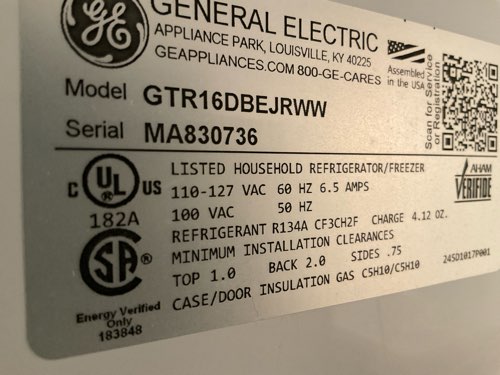 GE
GENERAL ELECTRIC
APPLIANCE PARK, LOUISVILLE, KY 40225
GEAPPLIANCES.COM 800-GE-CARES
Assembled
in the USA
Scan for Service
or Registration
Model GTR16DBEJRWW
Serial MA830736
C UL US
182A
LISTED HOUSEHOLD REFRIGERATOR/FREEZER
110-127 VAC 60 HZ 6.5 AMPS
100 VAC 50 HZ
REFRIGERANT R134A CF3CH2F CHARGE 4.12 OZ.
MINIMUM INSTALLATION CLEARANCES
TOP 1.0 BACK 2.0 SIDES .75
CASE/DOOR INSULATION GAS C5H10/C5H10
245D1017P001
AHAM
VERIFIDE
SA ®
Energy Verified
Only
183848